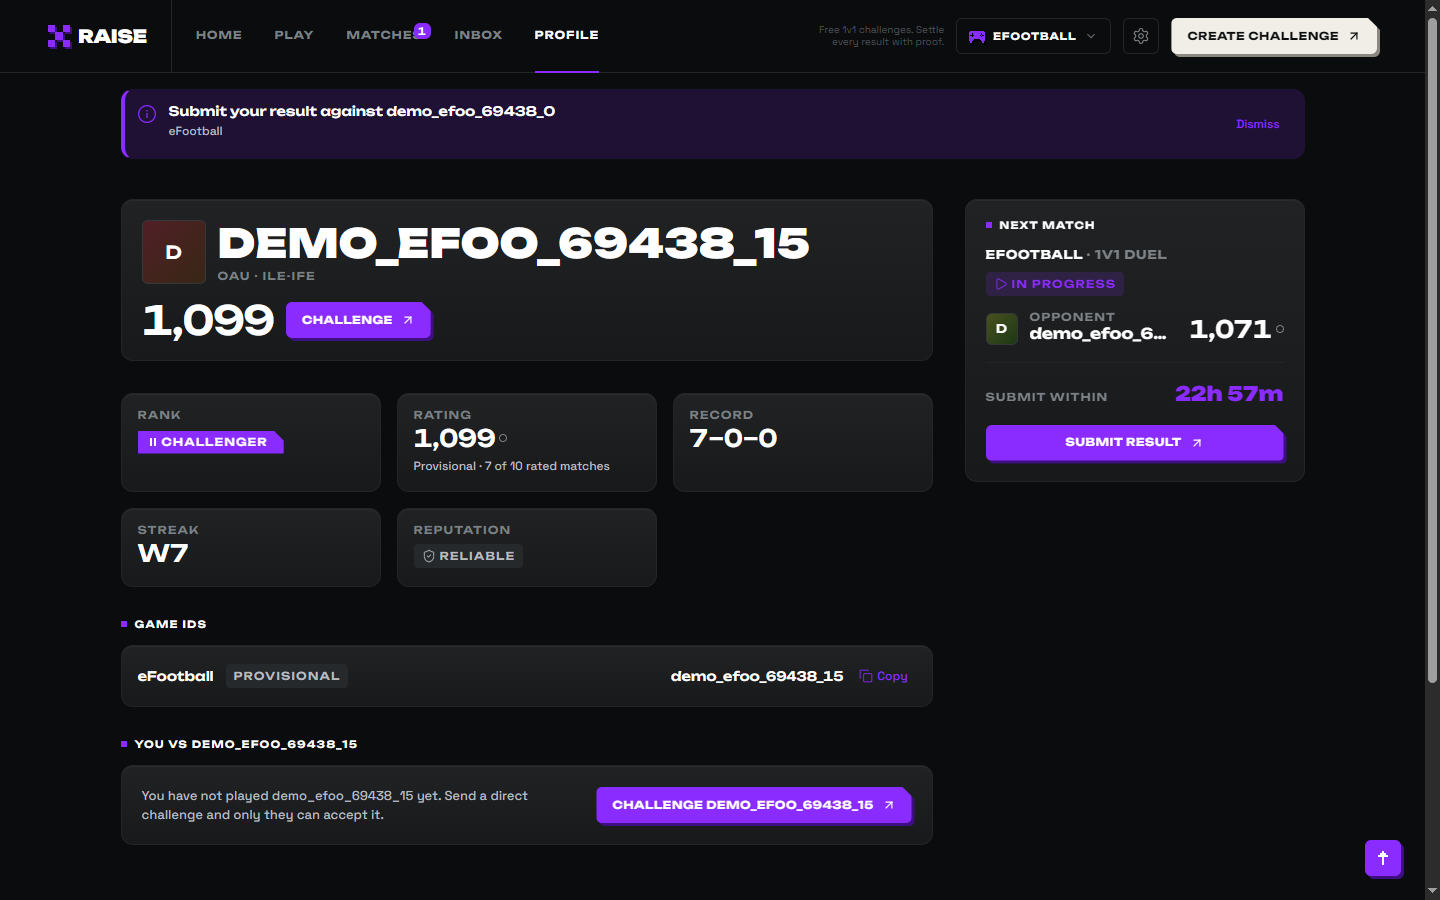 RAISE
HOME
PLAY
MATCHES
1
INBOX
PROFILE
Free 1v1 challenges. Settle
every result with proof.
EFOOTBALL
CREATE CHALLENGE
Submit your result against demo_efoo_69438_0
eFootball
Dismiss
D
DEMO_EFOO_69438_15
OAU · ILE-IFE
1,099
CHALLENGE
RANK
CHALLENGER
RATING
1,099
Provisional · 7 of 10 rated matches
RECORD
7–0–0
STREAK
W7
REPUTATION
RELIABLE
GAME IDS
eFootball
PROVISIONAL
demo_efoo_69438_15
Copy
YOU VS DEMO_EFOO_69438_15
You have not played demo_efoo_69438_15 yet. Send a direct
challenge and only they can accept it.
CHALLENGE DEMO_EFOO_69438_15
NEXT MATCH
EFOOTBALL · 1V1 DUEL
IN PROGRESS
D
OPPONENT
demo_efoo_6...
1,071
SUBMIT WITHIN
22h 57m
SUBMIT RESULT